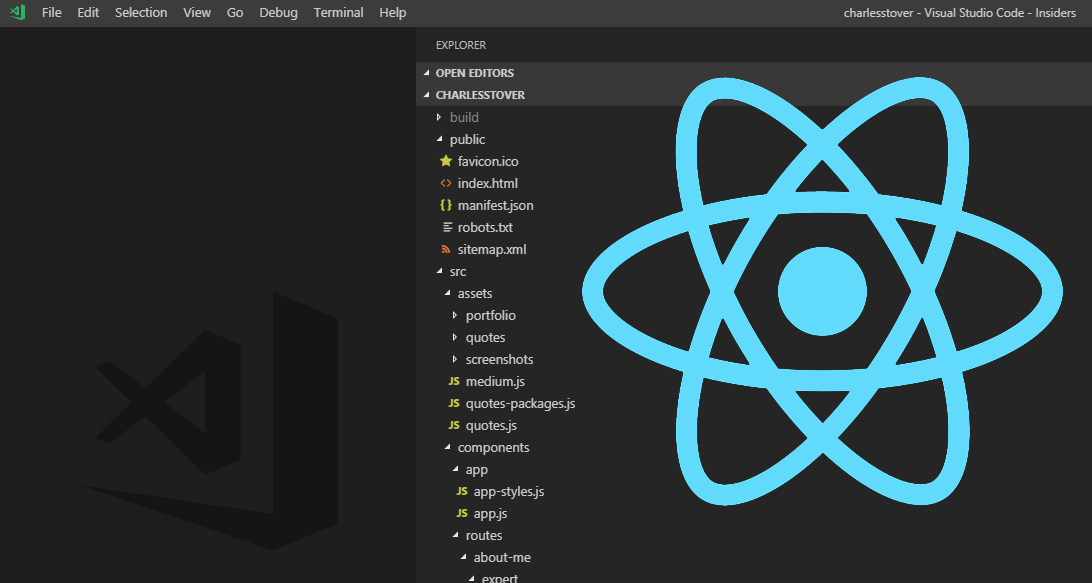 File Edit Selection View Go Debug Terminal Help charlesstover - Visual Studio Code - Insiders
EXPLORER
OPEN EDITORS
CHARLESSTOVER
build
public
favicon.ico
index.html
manifest.json
robots.txt
sitemap.xml
src
assets
portfolio
quotes
screenshots
JS medium.js
JS quotes-packages.js
JS quotes.js
components
app
JS app-styles.js
JS app.js
routes
about-me
expert